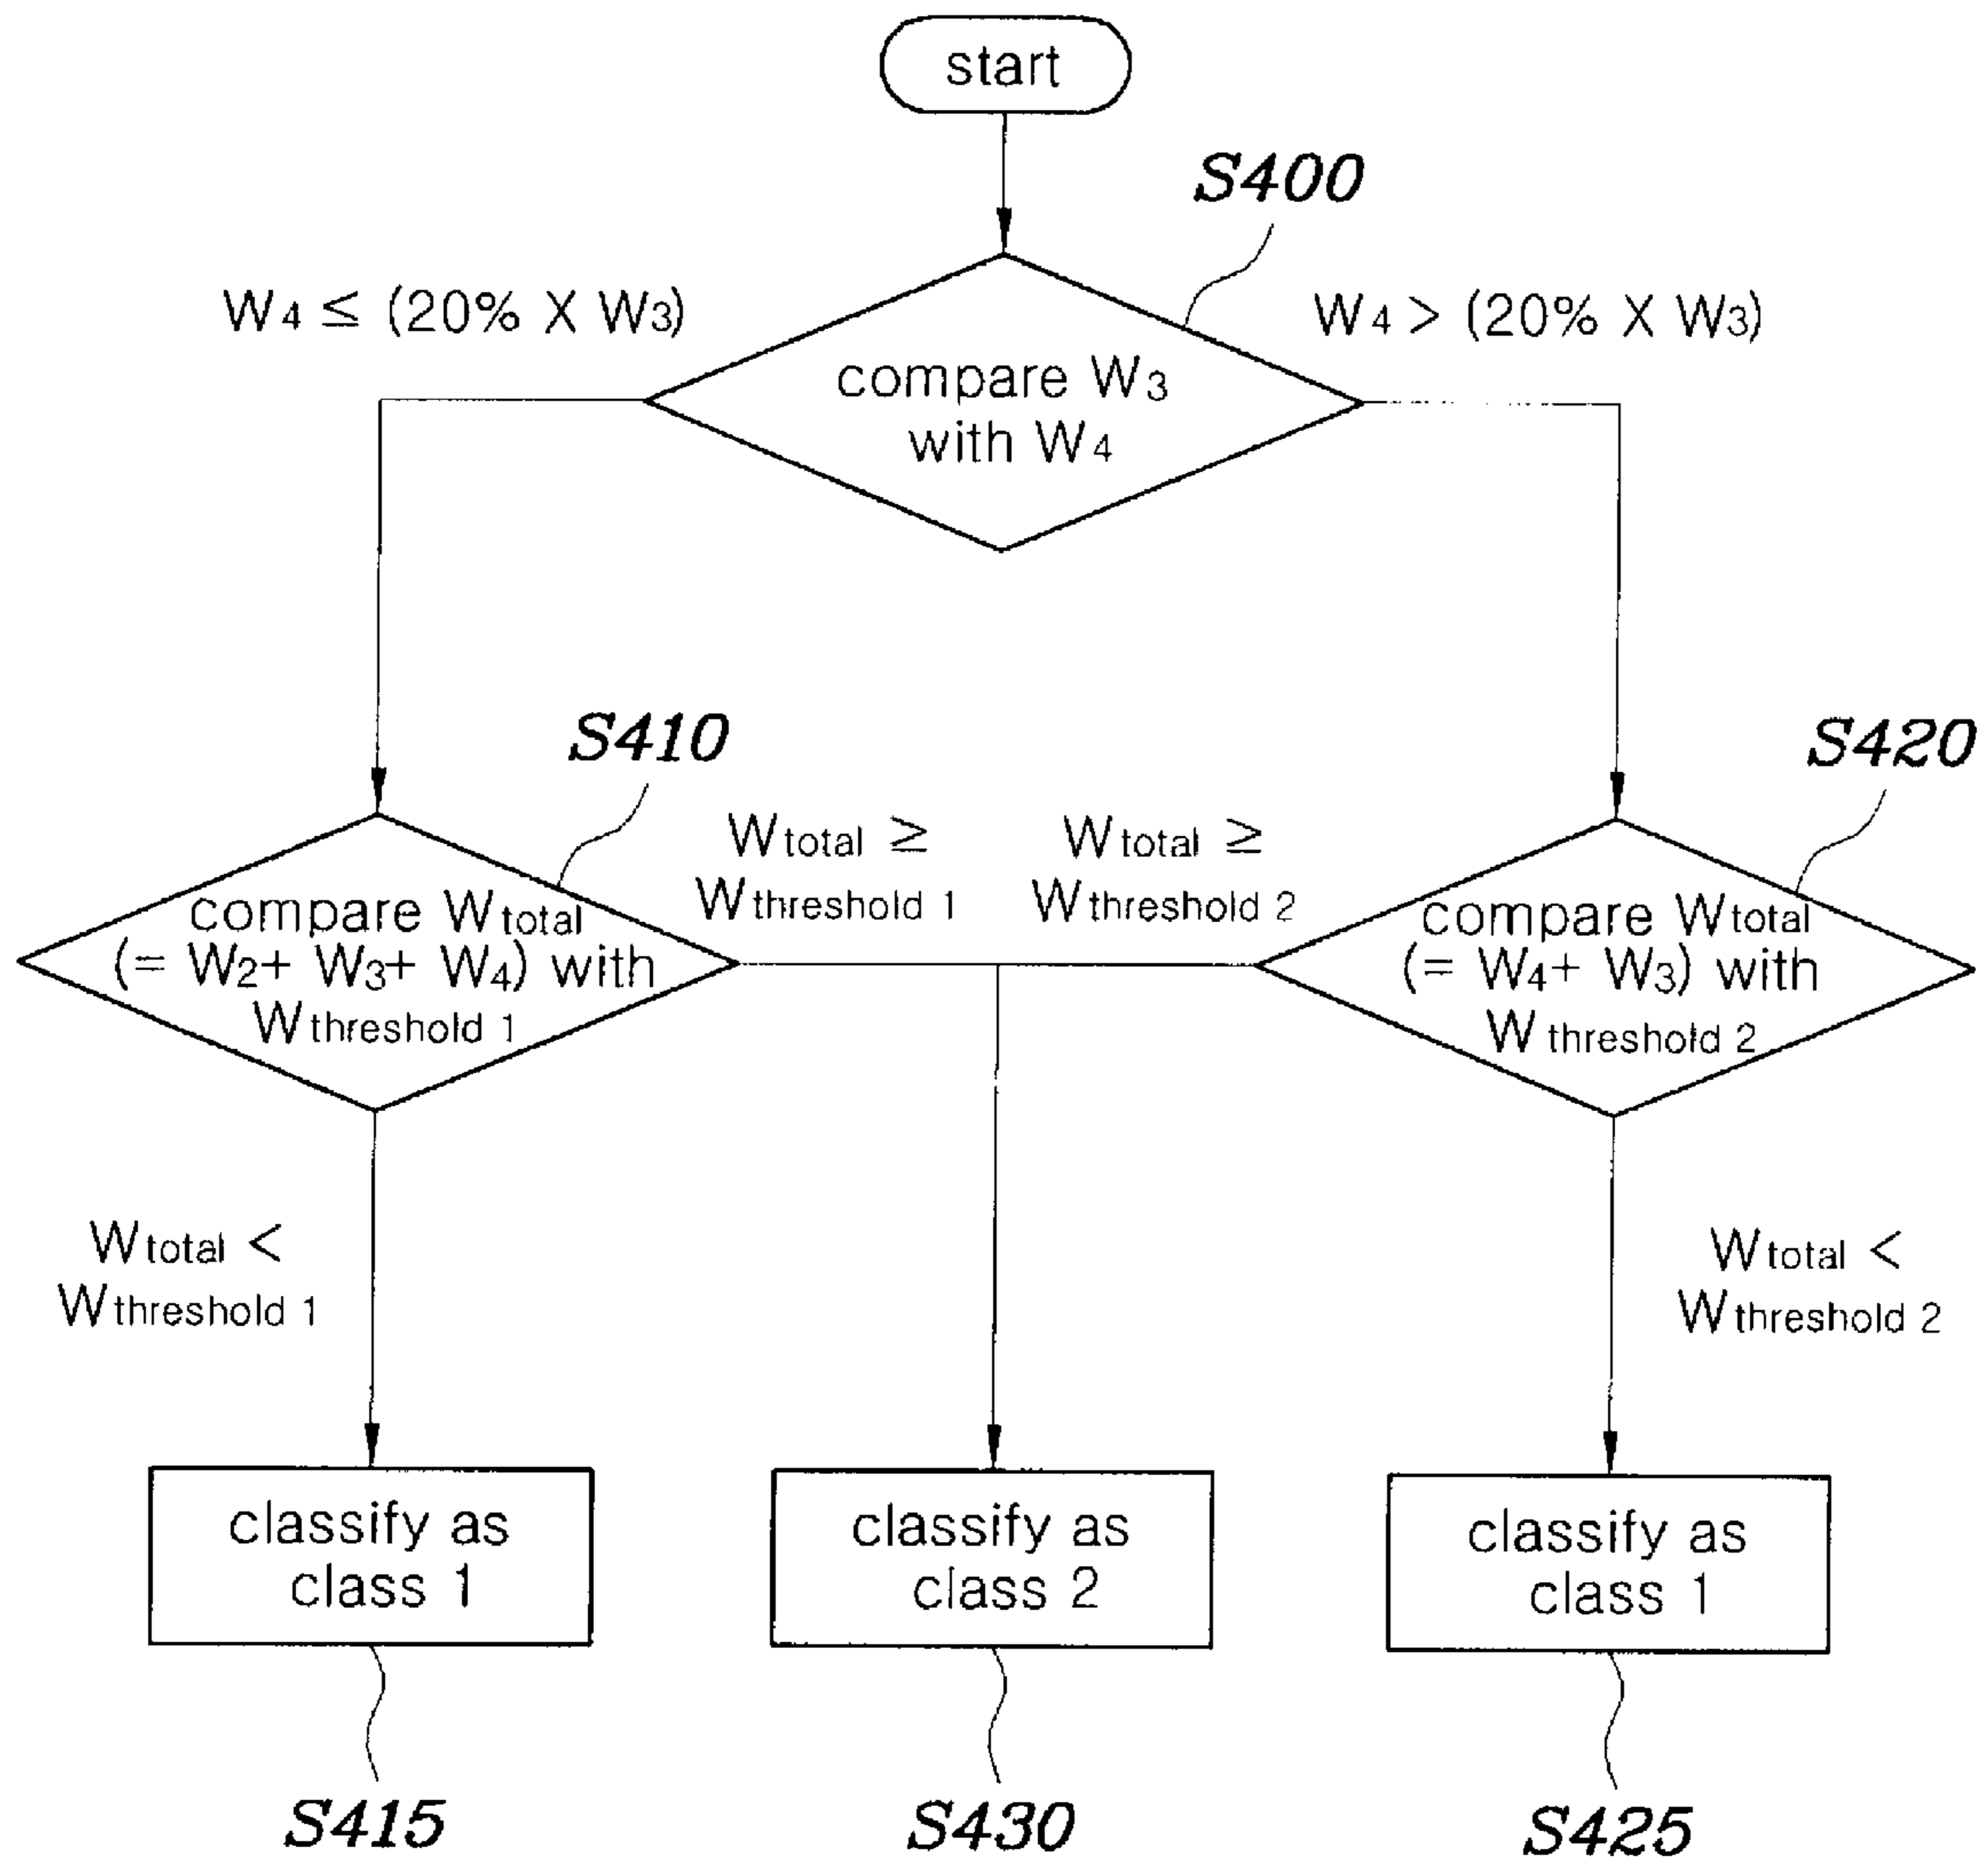 start
S400
W4 ≤ (20% X W3)
W4 > (20% X W3)
compare W3
with W4
S410
S420
Wtotal ≥
Wthreshold 1
Wtotal ≥
Wthreshold 2
compare Wtotal
(= W2+ W3+ W4) with
Wthreshold 1
compare Wtotal
(= W4+ W3) with
Wthreshold 2
Wtotal <
Wthreshold 1
Wtotal <
Wthreshold 2
classify as
class 1
classify as
class 2
classify as
class 1
S415
S430
S425